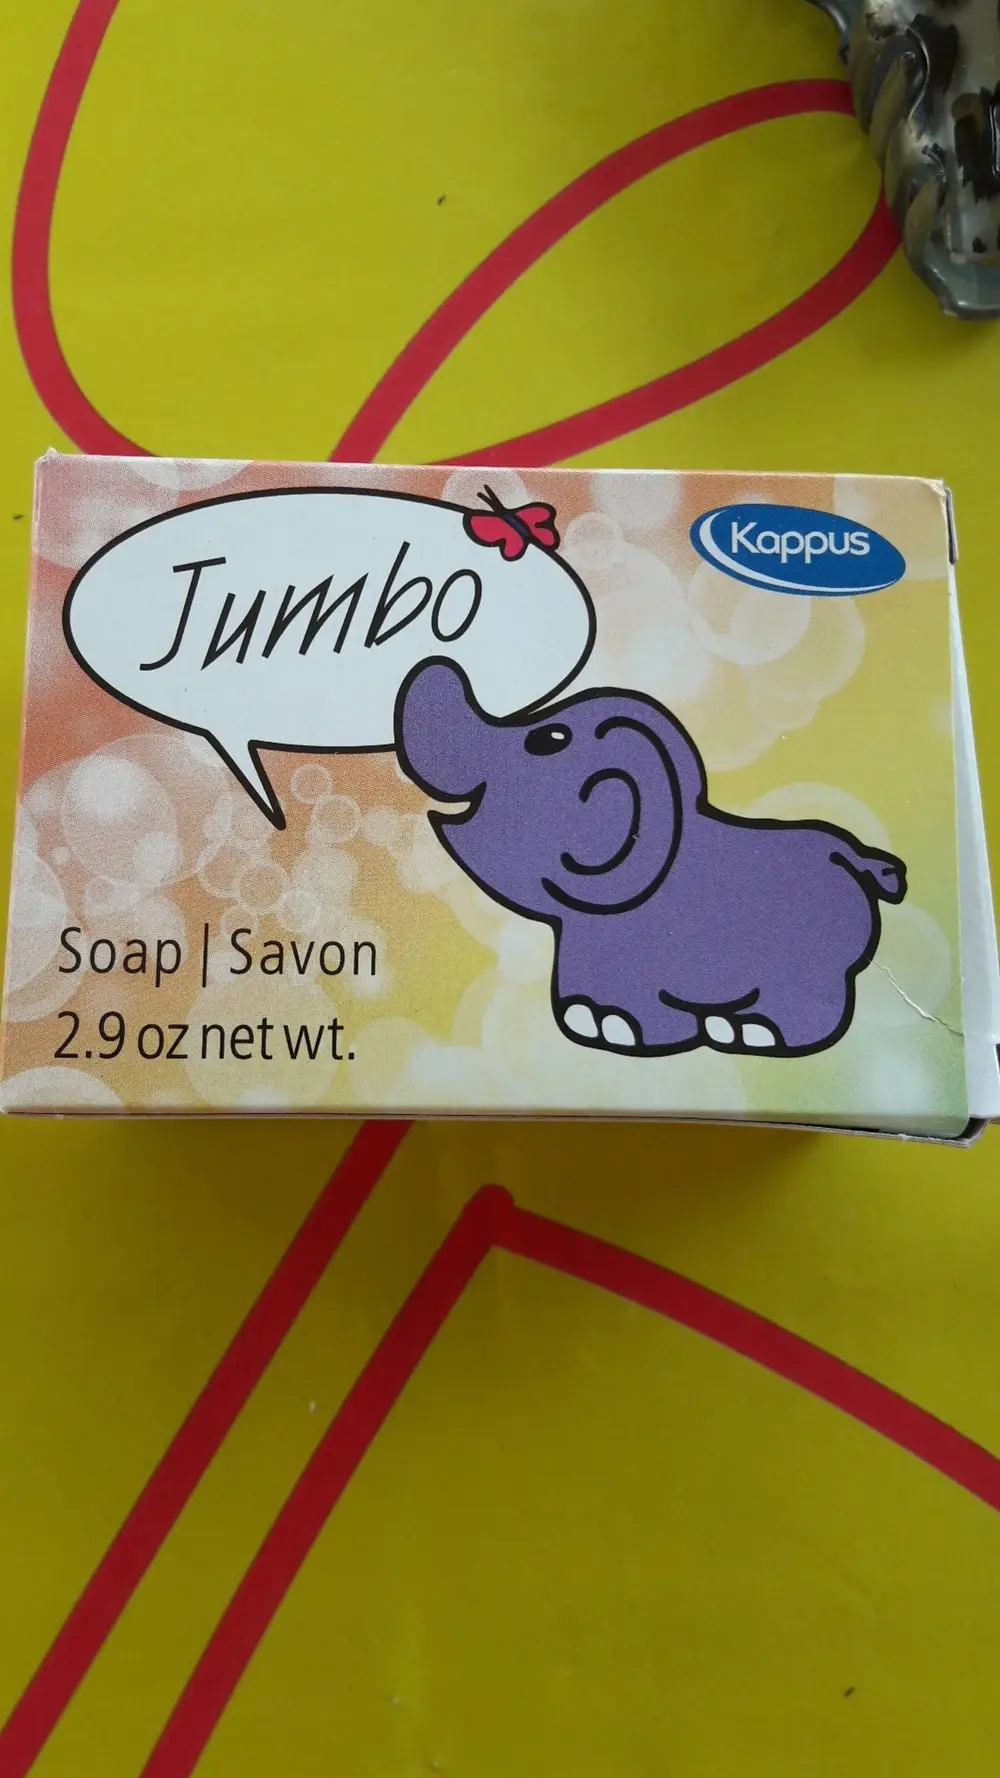 Jumbo
Kappus
Soap | Savon
2.9 oz net wt.